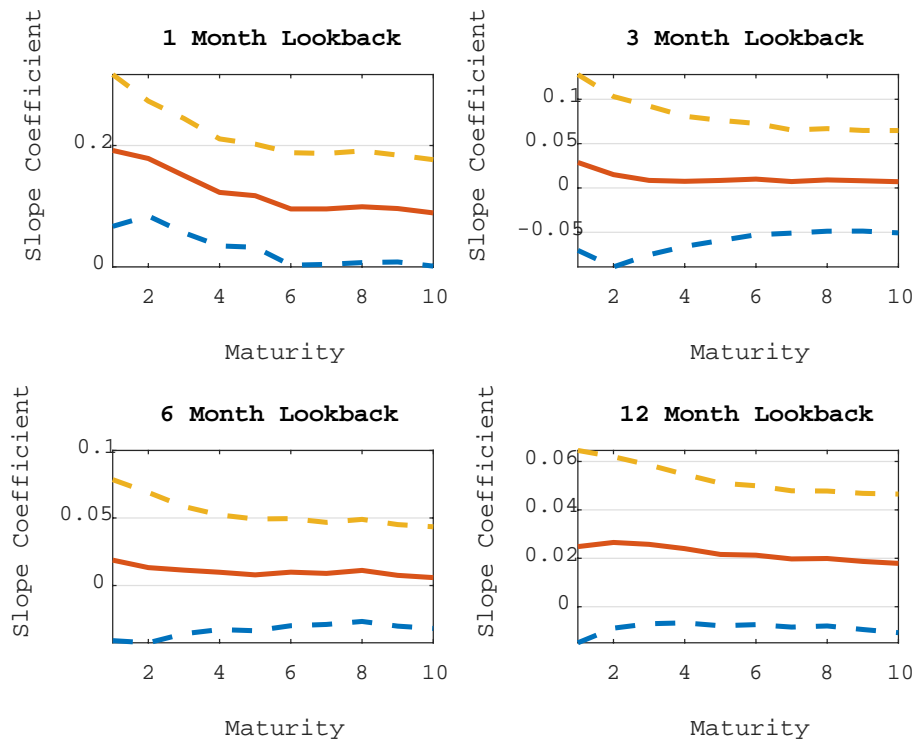 1 Month Lookback
Slope Coefficient
0.2
0
2 4 6 8 10
Maturity
3 Month Lookback
Slope Coefficient
0.1
0.05
0
-0.05
2 4 6 8 10
Maturity
6 Month Lookback
Slope Coefficient
0.1
0.05
0
2 4 6 8 10
Maturity
12 Month Lookback
Slope Coefficient
0.06
0.04
0.02
0
2 4 6 8 10
Maturity